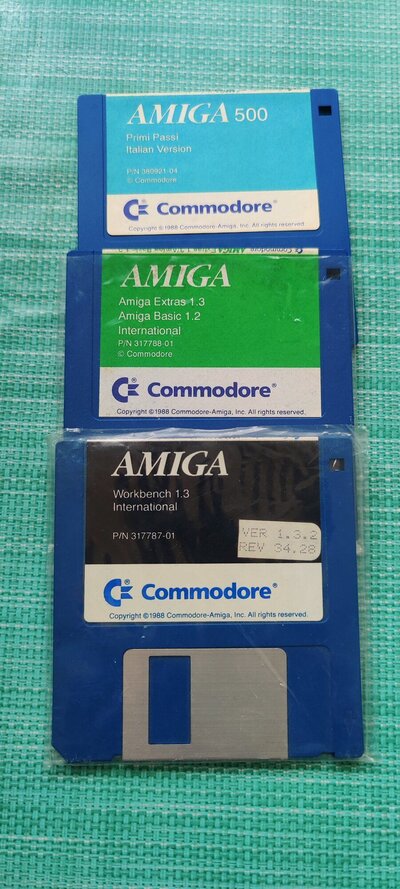 AMIGA 500
Primi Passi
Italian Version
P/N 380921-04
© Commodore
Commodore®
Copyright ©1988 Commodore-Amiga, Inc. All rights reserved.
AMIGA
AMIGA
Amiga Extras 1.3
Amiga Basic 1.2
International
P/N 317788-01
© Commodore
Commodore®
Copyright ©1988 Commodore-Amiga, Inc. All rights reserved.
AMIGA
Workbench 1.3
International
P/N 317787-01
VER 1.3.2
REV 34.28
Commodore®
Copyright ©1988 Commodore-Amiga, Inc. All rights reserved.